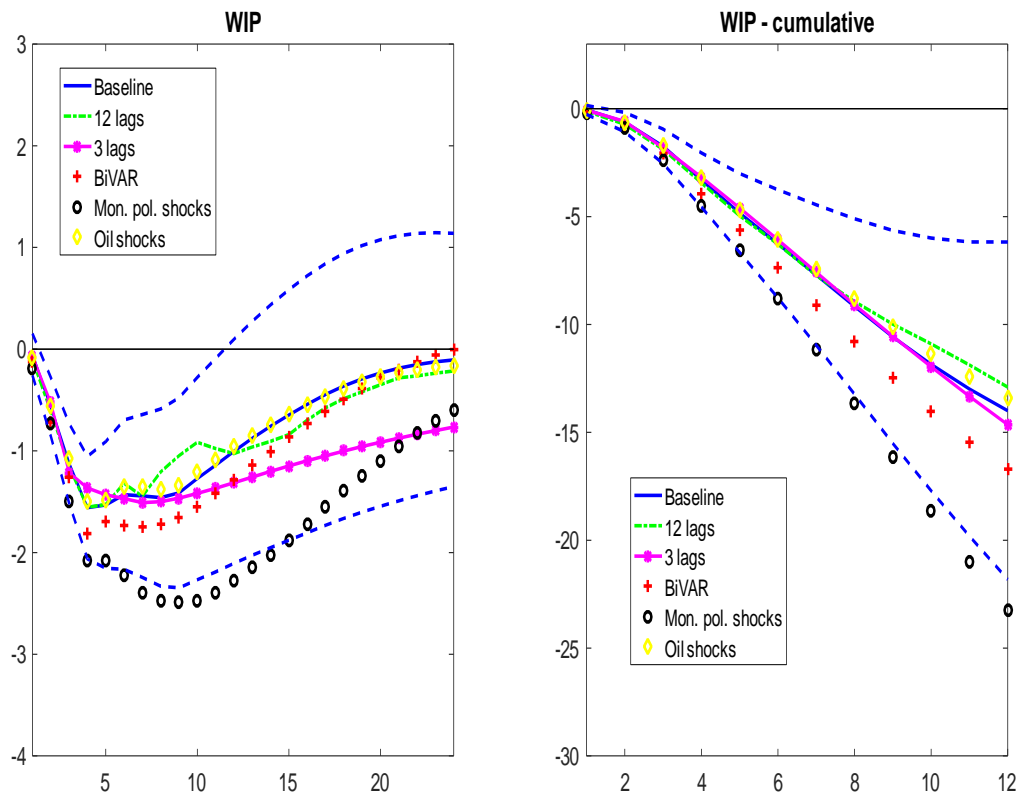 WIP
3
2
1
0
-1
-2
-3
-4
5
10
15
20
Baseline
12 lags
3 lags
BiVAR
Mon. pol. shocks
Oil shocks
WIP - cumulative
0
-5
-10
-15
-20
-25
-30
2
4
6
8
10
12
Baseline
12 lags
3 lags
BiVAR
Mon. pol. shocks
Oil shocks